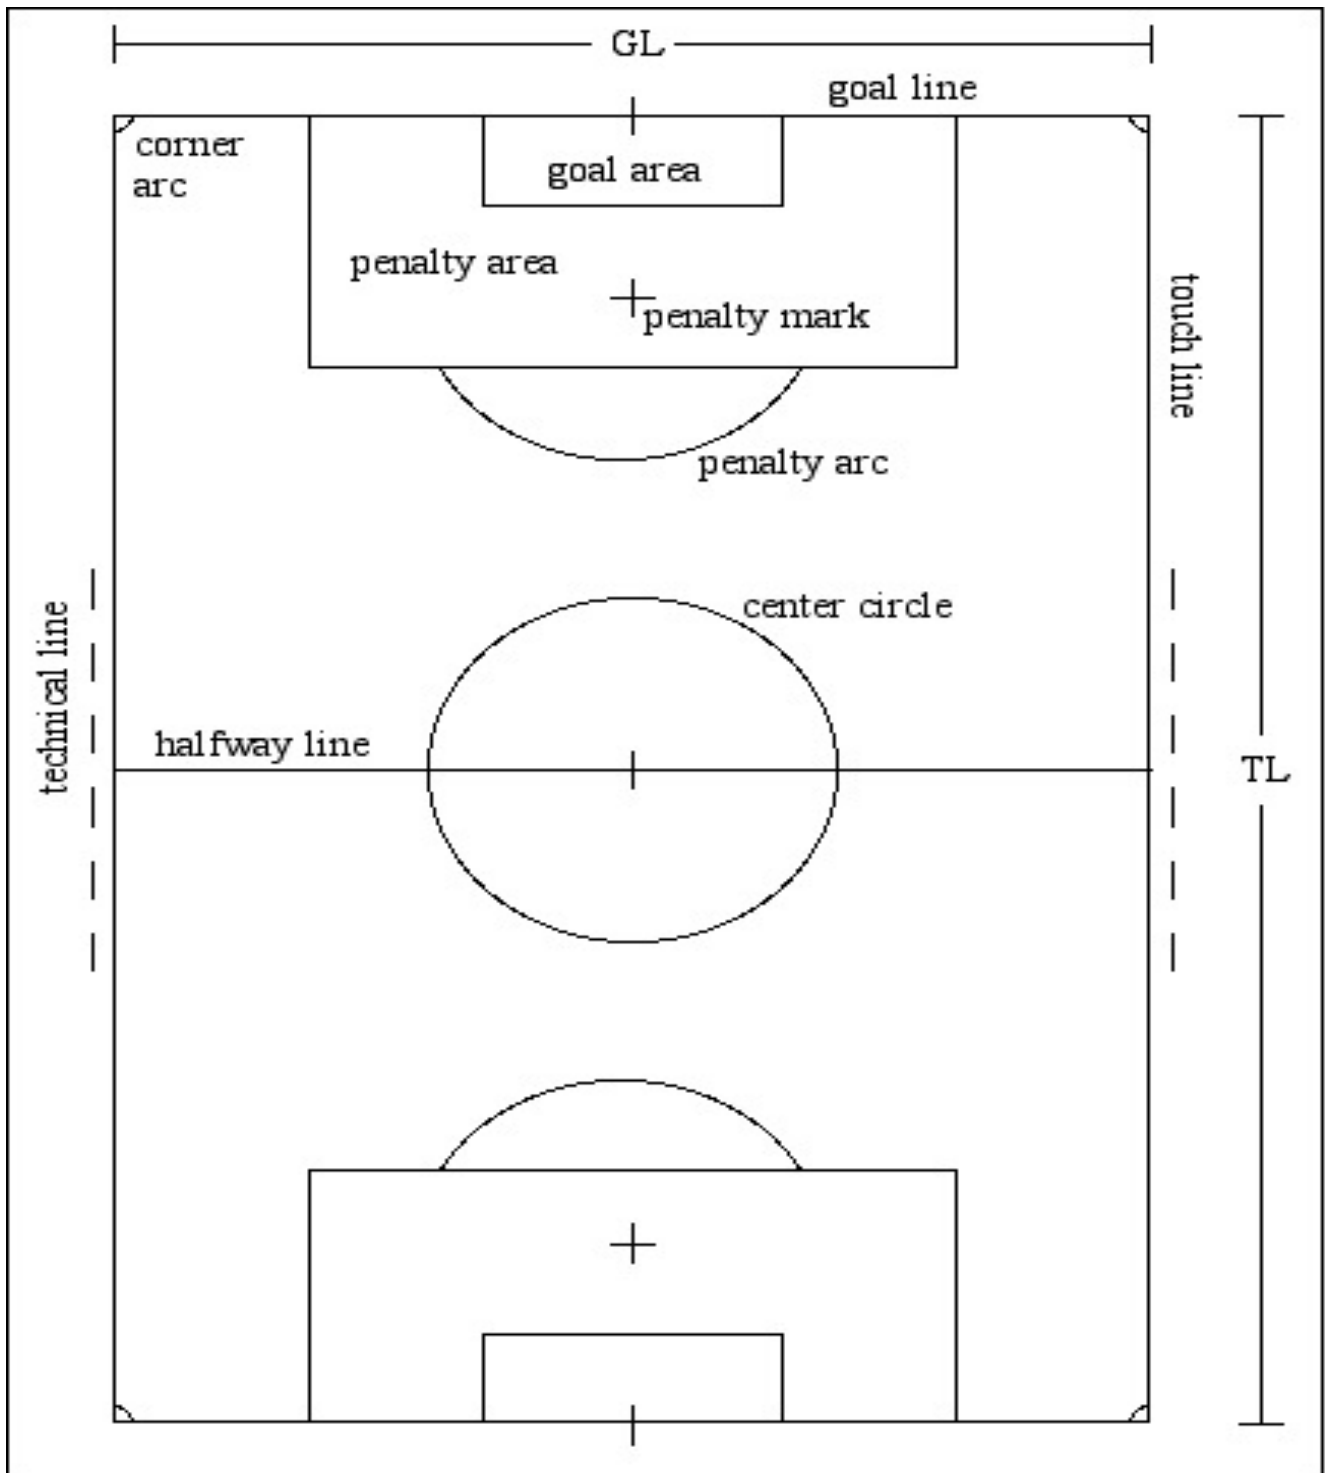 GL
goal line
corner
arc
goal area
penalty area
penalty mark
touch line
penalty arc
center circle
technical line
halfway line
TL